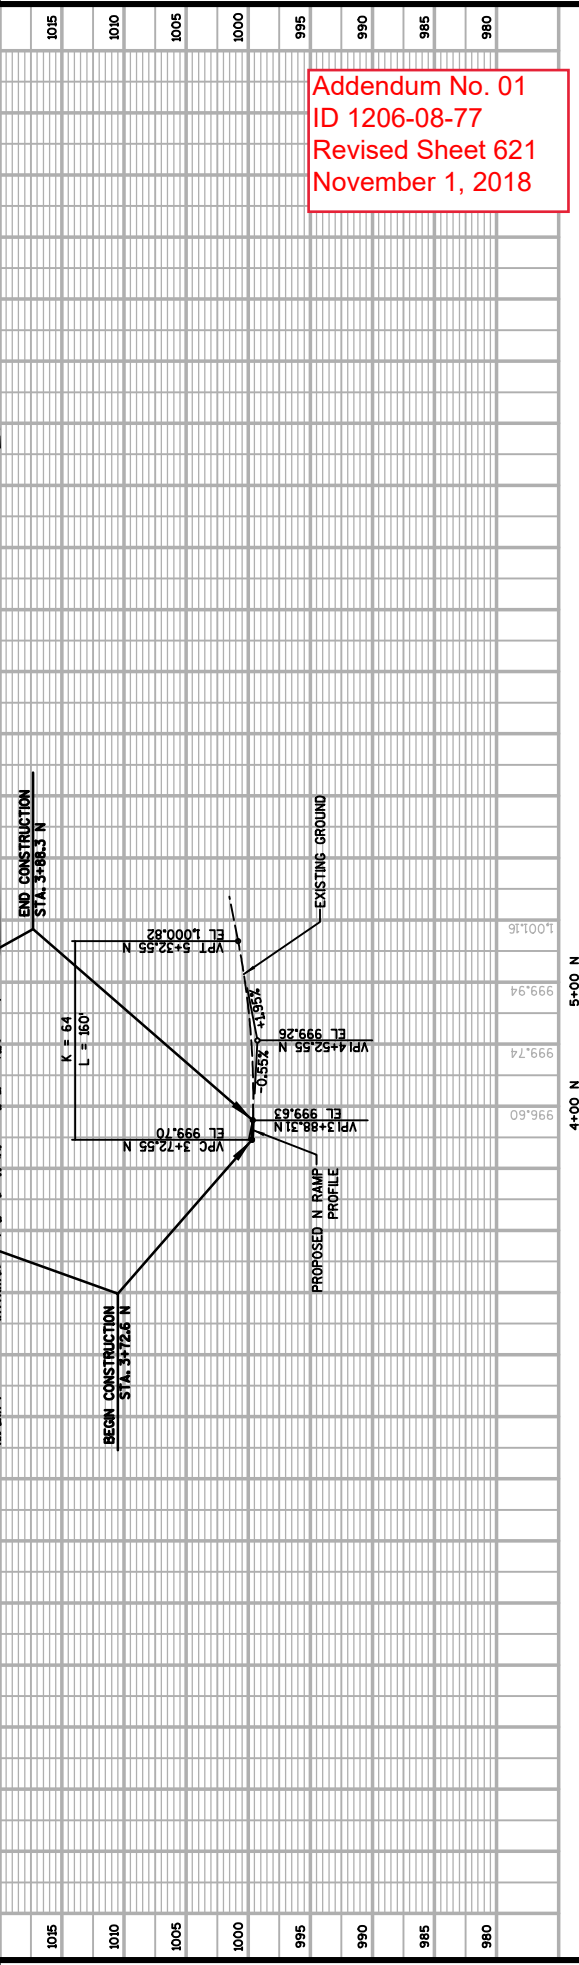 1015
1010
1005
1000
995
990
985
980
Addendum No. 01
ID 1206-08-77
Revised Sheet 621
November 1, 2018
END CONSTRUCTION
STA. 3+88.3 N
K = 64
L = 160'
VPT 5+32.55 N
EL 1,000.82
EXISTING GROUND
+1.95%
-0.55%
VPI 4+52.55 N
EL 999.26
VPI 3+88.31 N
EL 999.63
VPC 3+72.55 N
EL 999.70
PROPOSED N RAMP
PROFILE
BEGIN CONSTRUCTION
STA. 3+72.6 N
1,001.16
999.94
999.74
996.60
5+00 N
4+00 N
1015
1010
1005
1000
995
990
985
980